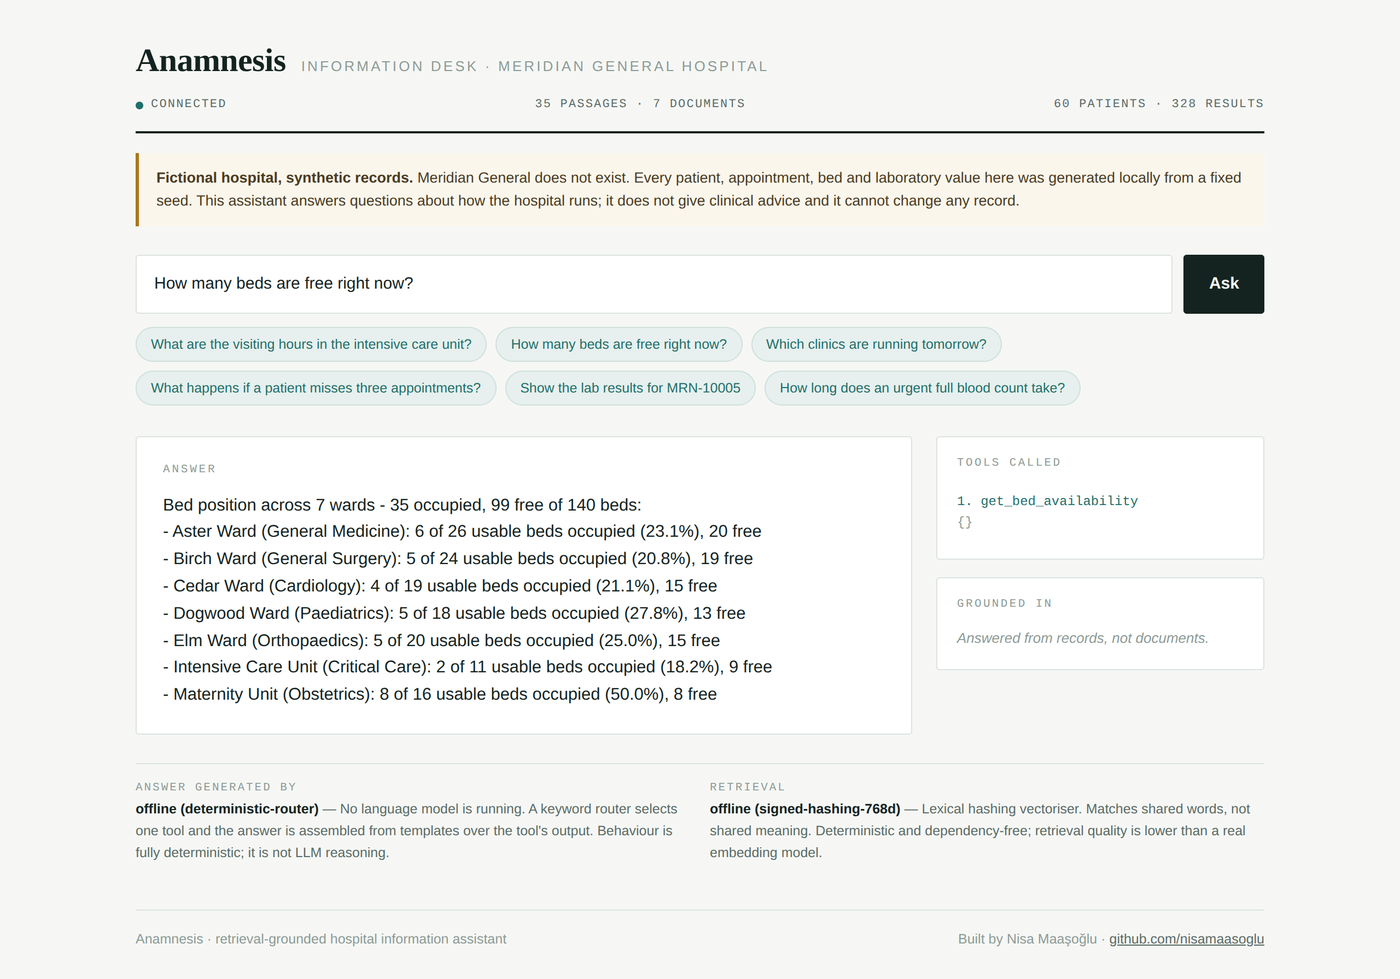 Anamnesis INFORMATION DESK · MERIDIAN GENERAL HOSPITAL
CONNECTED 35 PASSAGES · 7 DOCUMENTS 60 PATIENTS · 328 RESULTS
Fictional hospital, synthetic records. Meridian General does not exist. Every patient, appointment, bed and laboratory value here was generated locally from a fixed
seed. This assistant answers questions about how the hospital runs; it does not give clinical advice and it cannot change any record.
How many beds are free right now? Ask
What are the visiting hours in the intensive care unit? How many beds are free right now? Which clinics are running tomorrow?
What happens if a patient misses three appointments? Show the lab results for MRN-10005 How long does an urgent full blood count take?
ANSWER
Bed position across 7 wards - 35 occupied, 99 free of 140 beds:
- Aster Ward (General Medicine): 6 of 26 usable beds occupied (23.1%), 20 free
- Birch Ward (General Surgery): 5 of 24 usable beds occupied (20.8%), 19 free
- Cedar Ward (Cardiology): 4 of 19 usable beds occupied (21.1%), 15 free
- Dogwood Ward (Paediatrics): 5 of 18 usable beds occupied (27.8%), 13 free
- Elm Ward (Orthopaedics): 5 of 20 usable beds occupied (25.0%), 15 free
- Intensive Care Unit (Critical Care): 2 of 11 usable beds occupied (18.2%), 9 free
- Maternity Unit (Obstetrics): 8 of 16 usable beds occupied (50.0%), 8 free
TOOLS CALLED
1. get_bed_availability
{}
GROUNDED IN
Answered from records, not documents.
ANSWER GENERATED BY
offline (deterministic-router) — No language model is running. A keyword router selects
one tool and the answer is assembled from templates over the tool's output. Behaviour is
fully deterministic; it is not LLM reasoning.
RETRIEVAL
offline (signed-hashing-768d) — Lexical hashing vectoriser. Matches shared words, not
shared meaning. Deterministic and dependency-free; retrieval quality is lower than a real
embedding model.
Anamnesis · retrieval-grounded hospital information assistant
Built by Nisa Maaşoğlu · github.com/nisamaasoglu